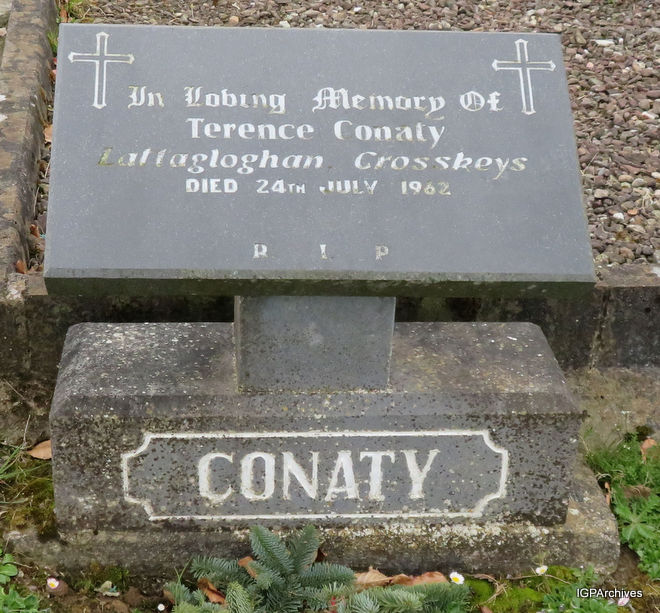 In Loving Memory Of
Terence Conaty
Lattagloghan Crosskeys
DIED 24TH JULY 1962
R I P
CONATY
IGPArchives